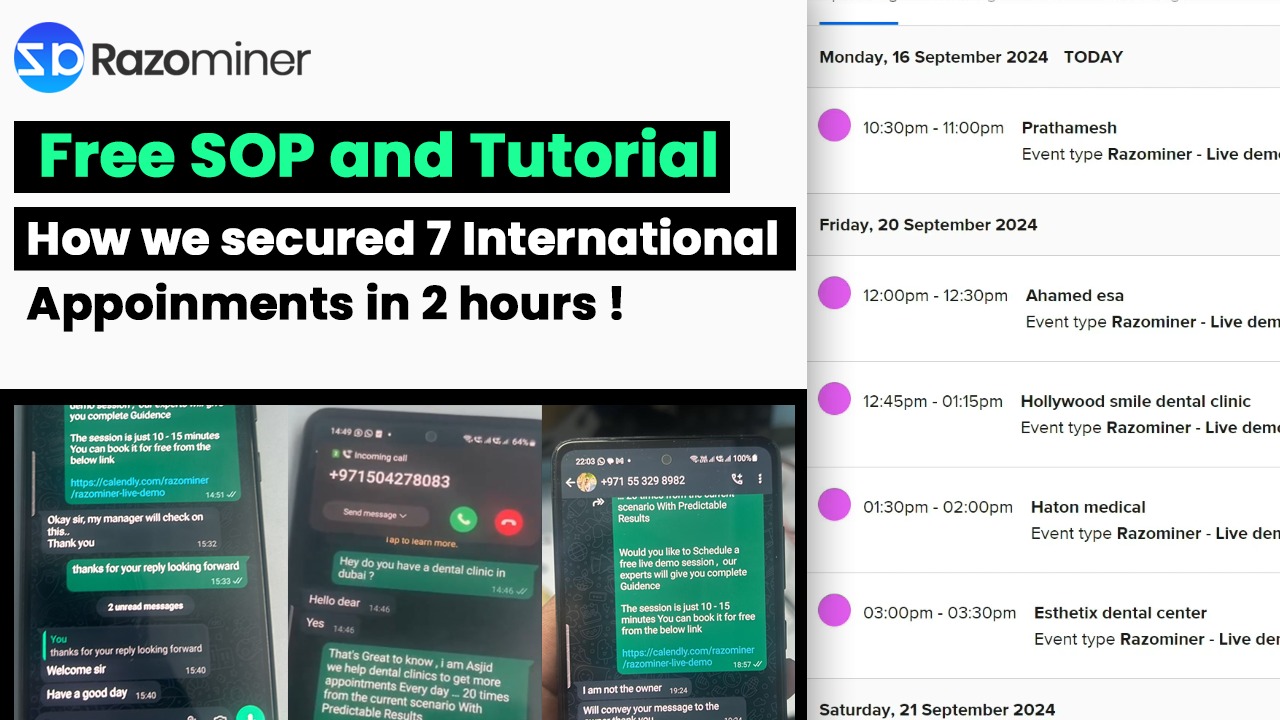 Razominer
Free SOP and Tutorial
How we secured 7 International
Appoinments in 2 hours !
you complete Guidence
The session is just 10 - 15 minutes
You can book it for free from the
below link
https://calendly.com/razominer
/razominer-live-demo
14:51
Okay sir, my manager will check on
this..
Thank you
15:32
thanks for your reply looking forward
15:33
2 unread messages
You
thanks for your reply looking forward
Welcome sir
15:40
Have a good day
15:40
14:49
64%
Incoming call
+971504278083
Send message
Tap to learn more.
Hey do you have a dental clinic in
dubai ?
14:46
Hello dear
14:46
Yes
14:46
That's Great to know , i am Asjid
we help dental clinics to get more
appointments Every day ... 20 times
from the current scenario With
Predictable Results
22:03
100%
+971 55 329 8982
... 20 times from the current
scenario With Predictable
Results
Would you like to Schedule a
free live demo session , our
experts will give you complete
Guidence
The session is just 10 - 15
minutes You can book it for free
from the below link
https://calendly.com/razominer
/razominer-live-demo
18:57
I am not the owner
19:24
Will convey your message to the
owner thank you
Monday, 16 September 2024 TODAY
10:30pm - 11:00pm Prathamesh
Event type Razominer - Live demo
Friday, 20 September 2024
12:00pm - 12:30pm Ahamed esa
Event type Razominer - Live dem
12:45pm - 01:15pm Hollywood smile dental clinic
Event type Razominer - Live demo
01:30pm - 02:00pm Haton medical
Event type Razominer - Live den
03:00pm - 03:30pm Esthetix dental center
Event type Razominer - Live de
Saturday, 21 September 2024